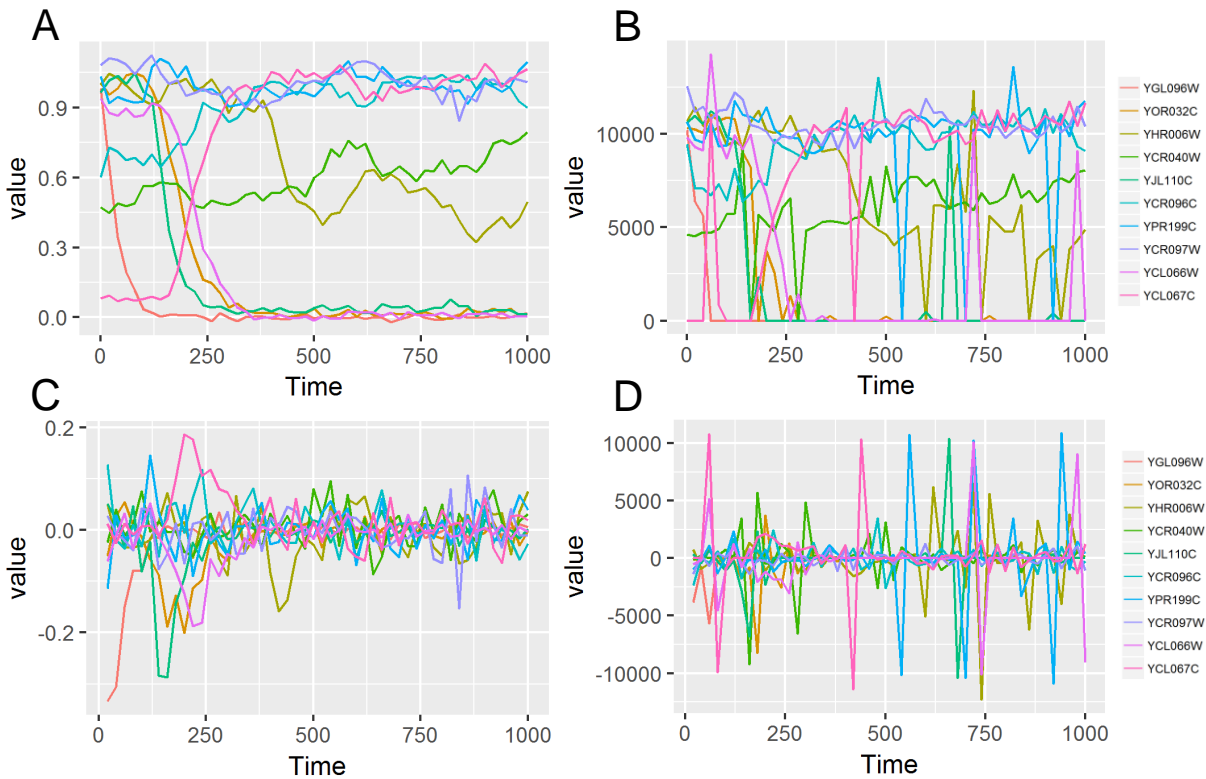 A
value
0.9
0.6
0.3
0.0
0
250
500
750
1000
Time
B
value
10000
5000
0
0
250
500
750
1000
Time
YGL096W
YOR032C
YHR006W
YCR040W
YJL110C
YCR096C
YPR199C
YCR097W
YCL066W
YCL067C
C
value
0.2
0.0
-0.2
0
250
500
750
1000
Time
D
value
10000
5000
0
-5000
-10000
0
250
500
750
1000
Time
YGL096W
YOR032C
YHR006W
YCR040W
YJL110C
YCR096C
YPR199C
YCR097W
YCL066W
YCL067C